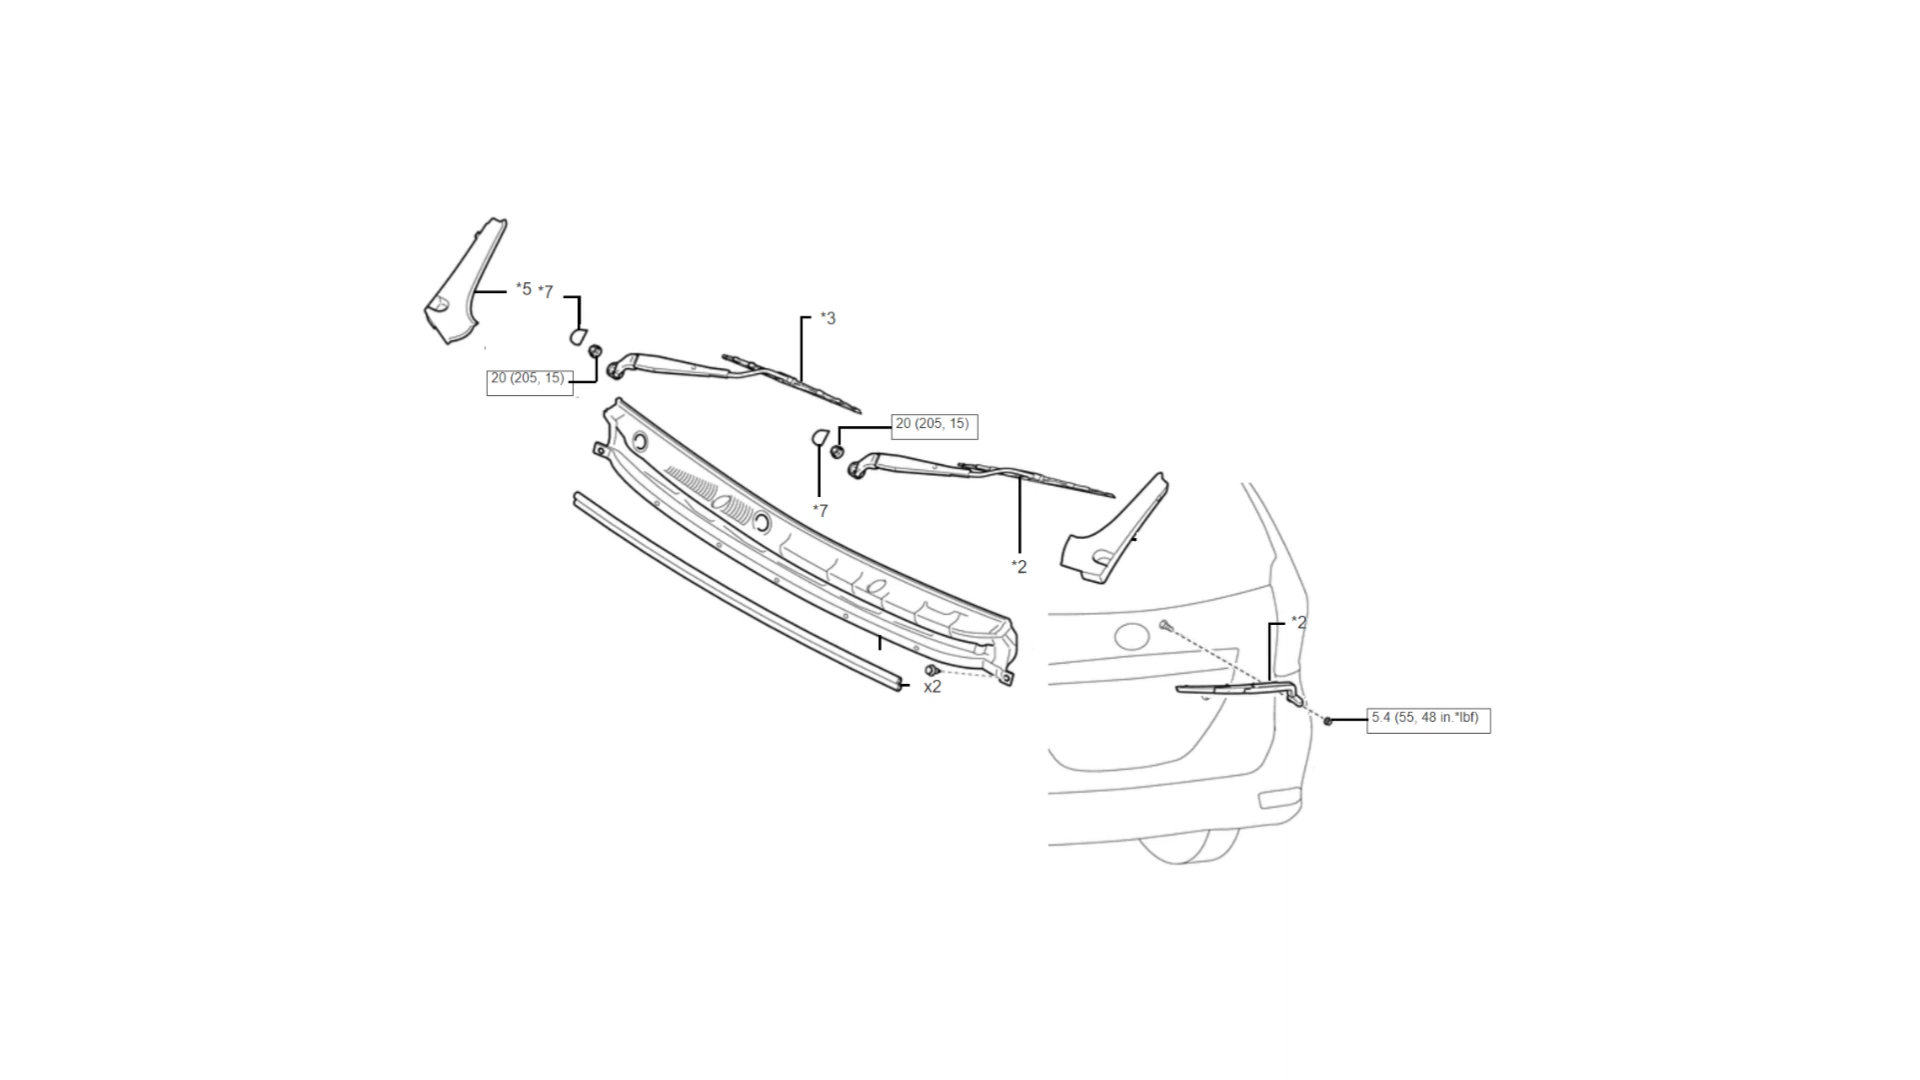 *5 *7
*3
20 (205, 15)
20 (205, 15)
*7
*2
*2
x2
5.4 (55, 48 in.*lbf)